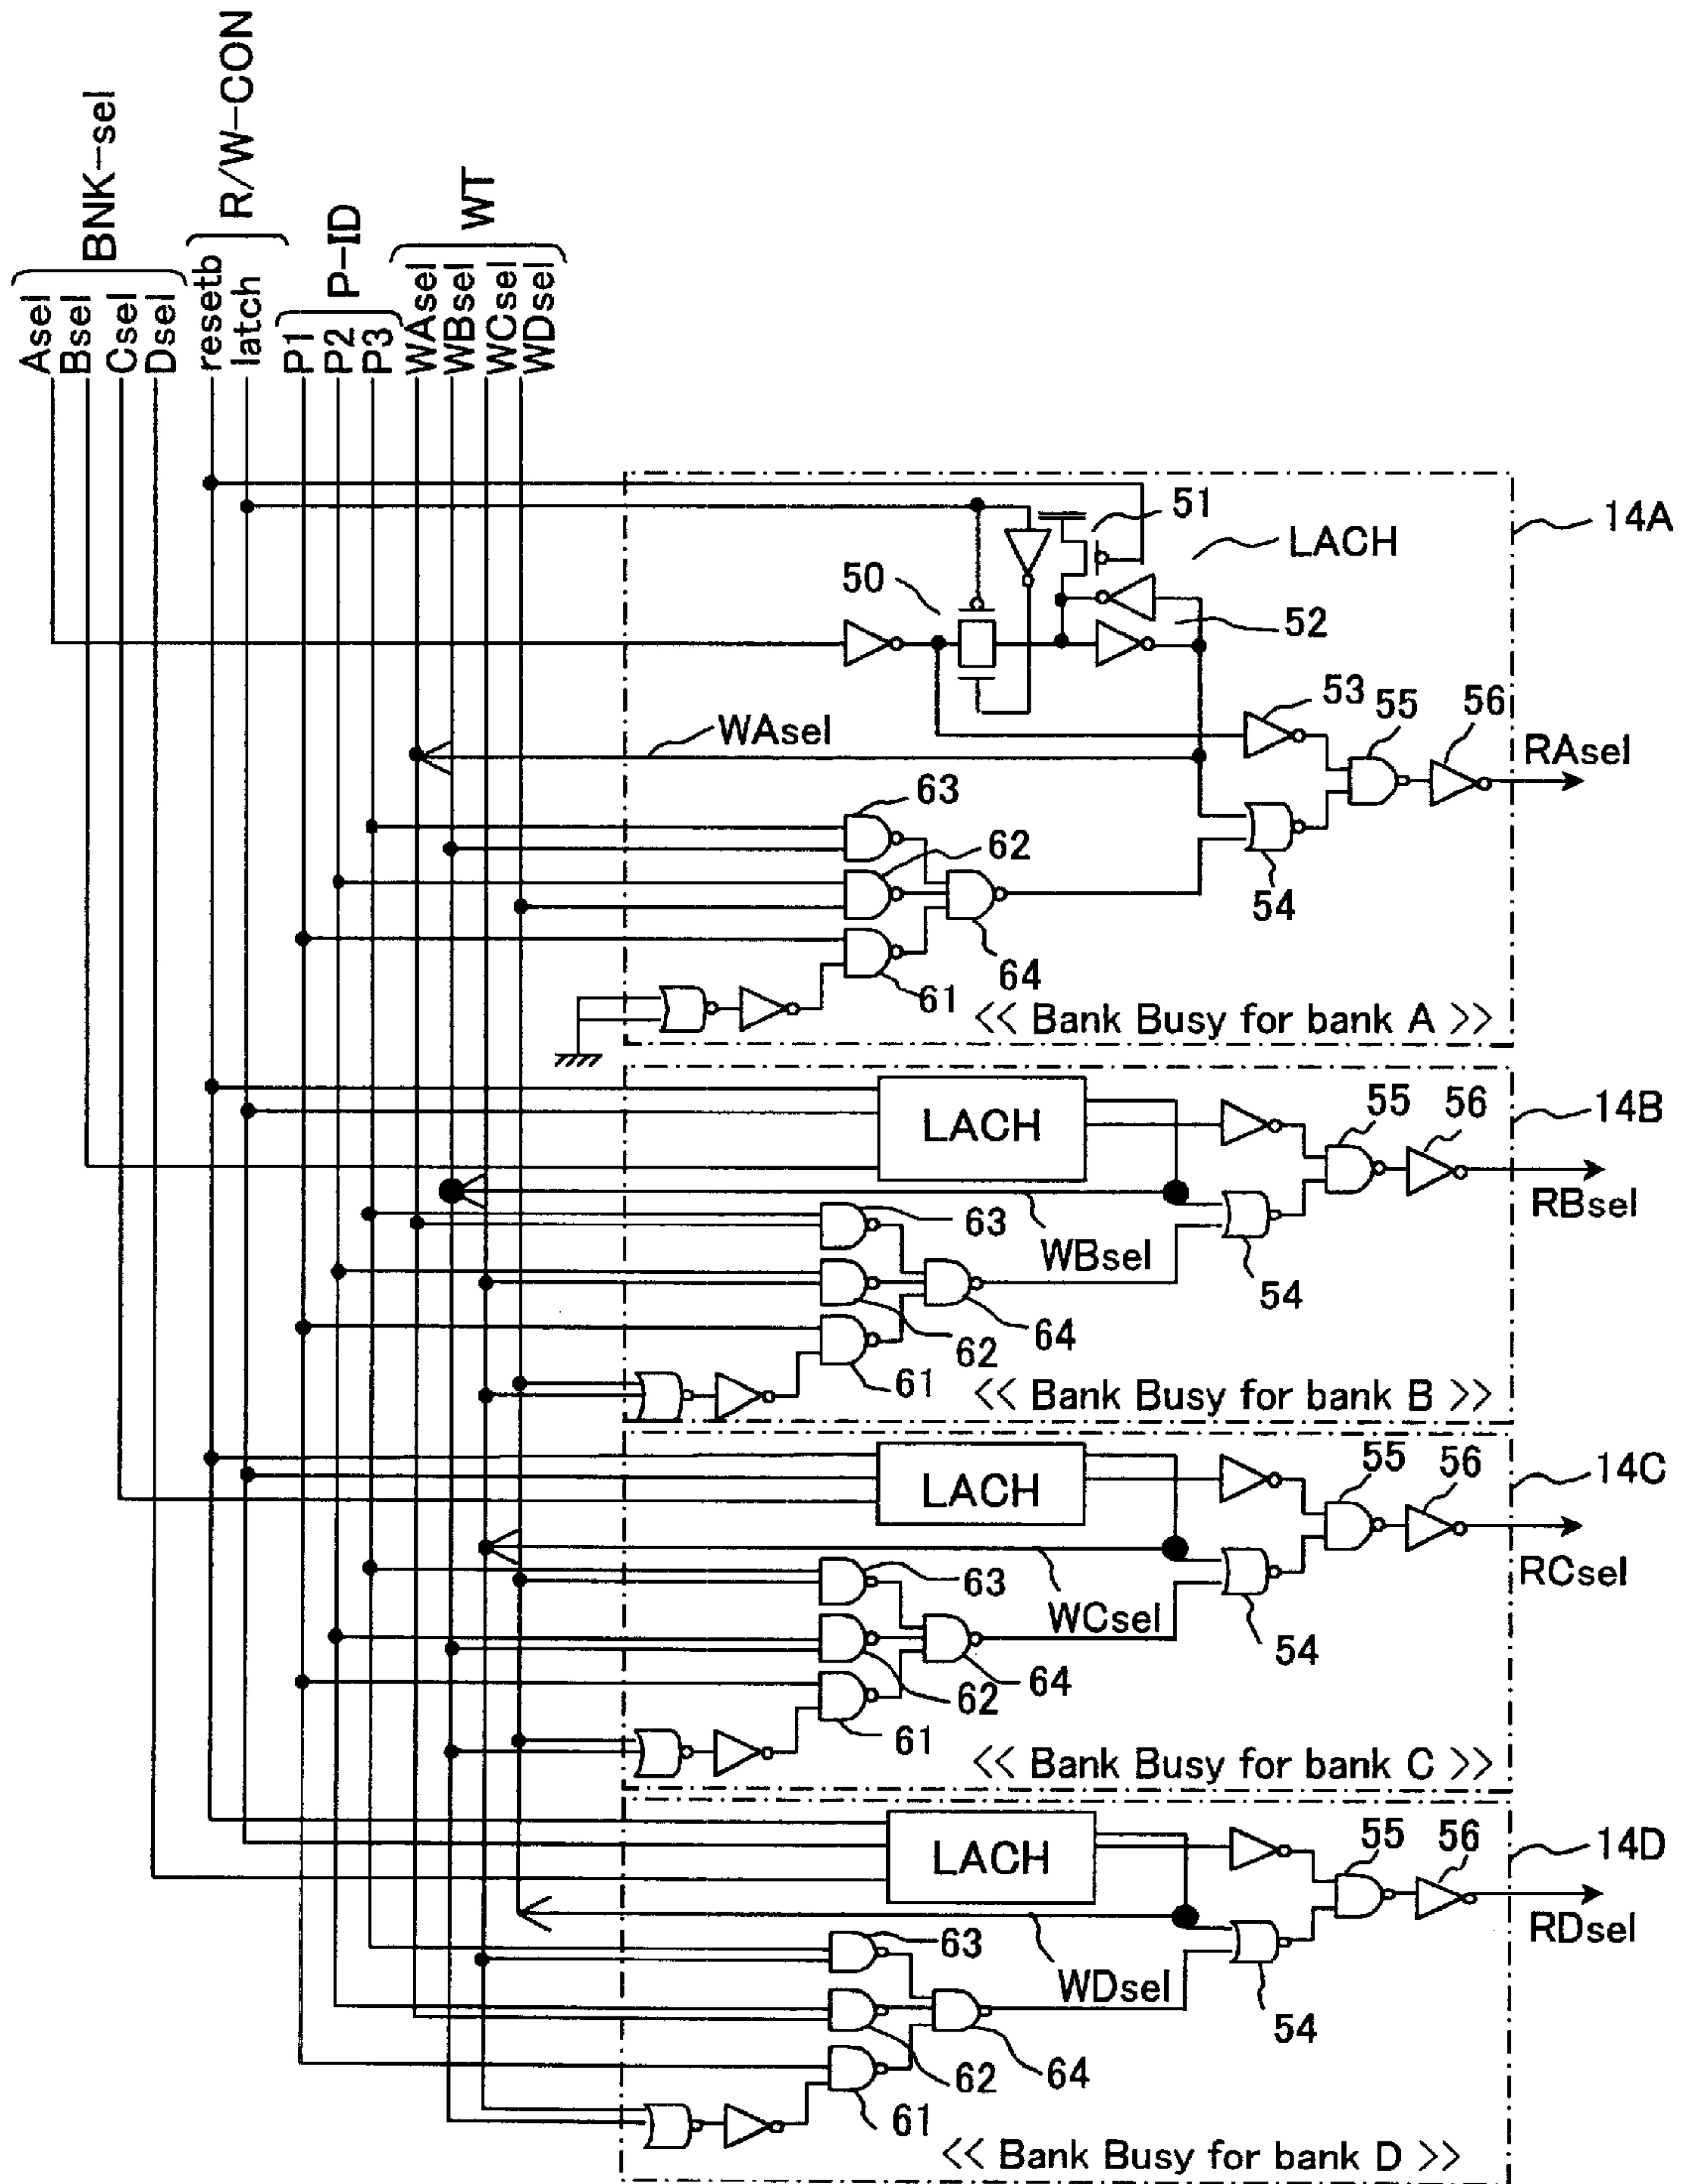 BNK-sel
R/W-CON
P-ID
WT
Asel
Bsel
Csel
Dsel
resetb
latch
P1
P2
P3
WAsel
WBsel
WCsel
WDsel
51
LACH
14A
50
52
53
55
56
WAsel
RAsel
63
62
54
64
61
<< Bank Busy for bank A >>
LACH
55
56
14B
RBsel
63
WBsel
54
64
62
61
<< Bank Busy for bank B >>
LACH
55
56
14C
RCsel
63
WCsel
54
64
62
61
<< Bank Busy for bank C >>
LACH
55
56
14D
RDsel
63
WDsel
54
64
62
61
<< Bank Busy for bank D >>